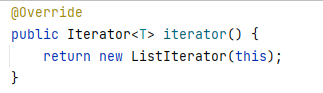 @Override
public Iterator<T> iterator() {
    return new ListIterator(this);
}